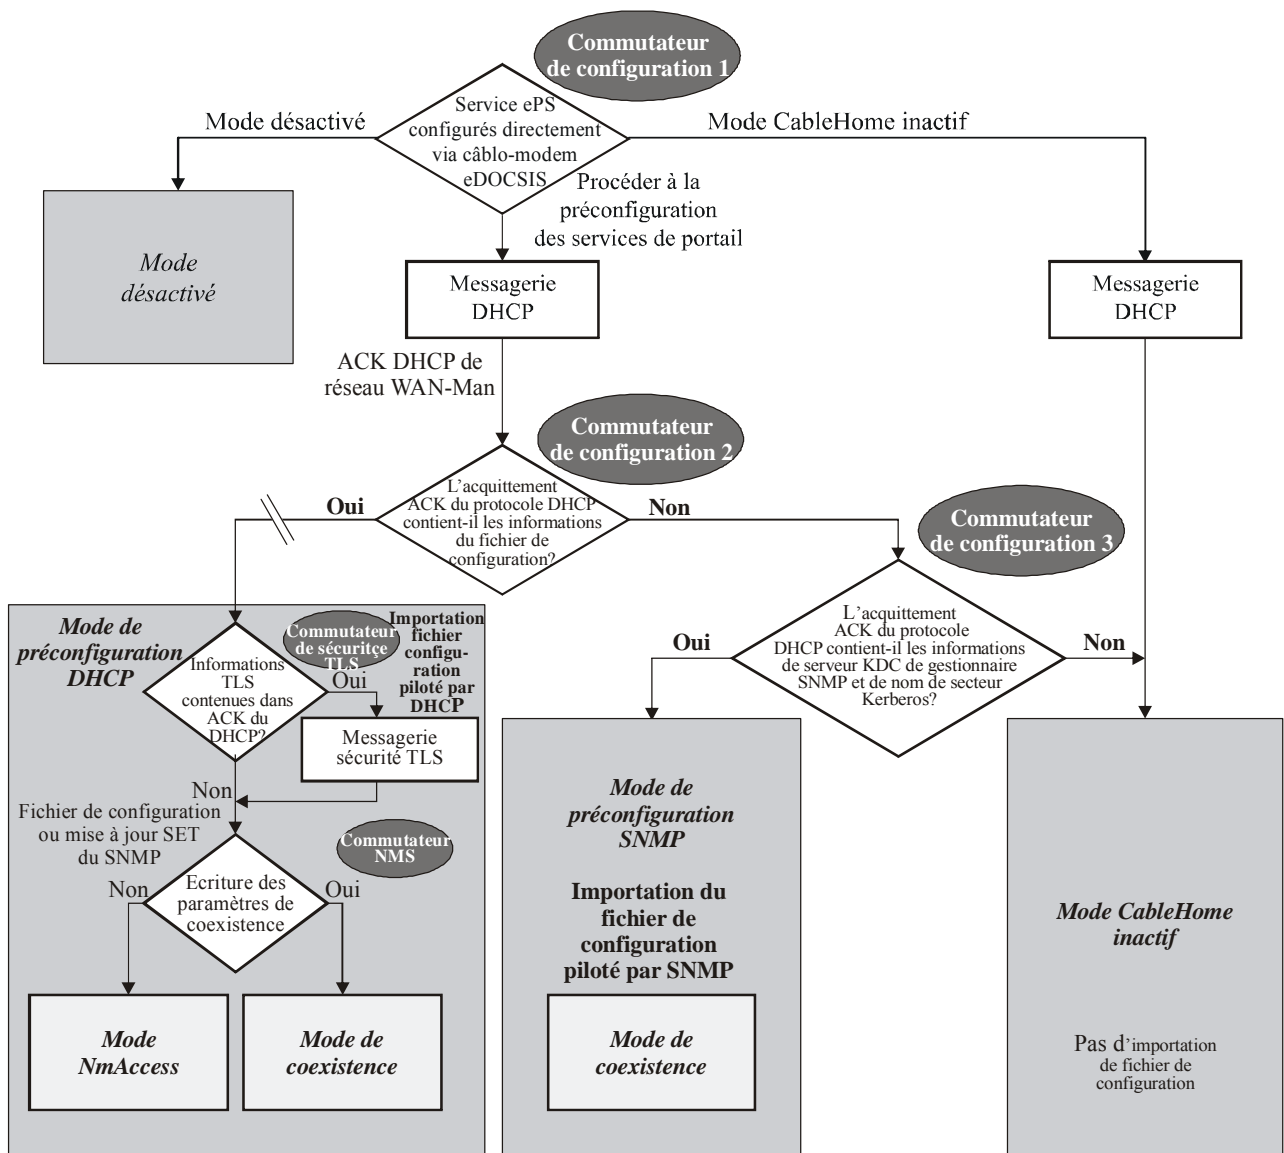 Commutateur
de configuration 1
Service ePS
configurés directement
via câblo-modem
eDOCSIS
Mode désactivé
Mode CableHome inactif
Procéder à la
préconfiguration
des services de portail
Mode
désactivé
Messagerie
DHCP
Messagerie
DHCP
ACK DHCP de
réseau WAN-Man
Commutateur
de configuration 2
L'acquittement
ACK du protocole DHCP
contient-il les informations
du fichier de
configuration?
Oui
Non
Commutateur
de configuration 3
L'acquittement
ACK du protocole
DHCP contient-il les informations
de serveur KDC de gestionnaire
SNMP et de nom de secteur
Kerberos?
Oui
Non
Mode de
préconfiguration
DHCP
Commutateur
de sécuritçe
TLS
Importation
fichier
configu-
ration
piloté par
DHCP
Informations
TLS
contenues dans
ACK du
DHCP?
Oui
Messagerie
sécurité TLS
Non
Fichier de configuration
ou mise à jour SET
du SNMP
Commutateur
NMS
Non
Ecriture des
paramètres de
coexistence
Oui
Mode
NmAccess
Mode de
coexistence
Mode de
préconfiguration
SNMP
Importation du
fichier de
configuration
piloté par SNMP
Mode de
coexistence
Mode CableHome
inactif
Pas d'importation
de fichier de
configuration